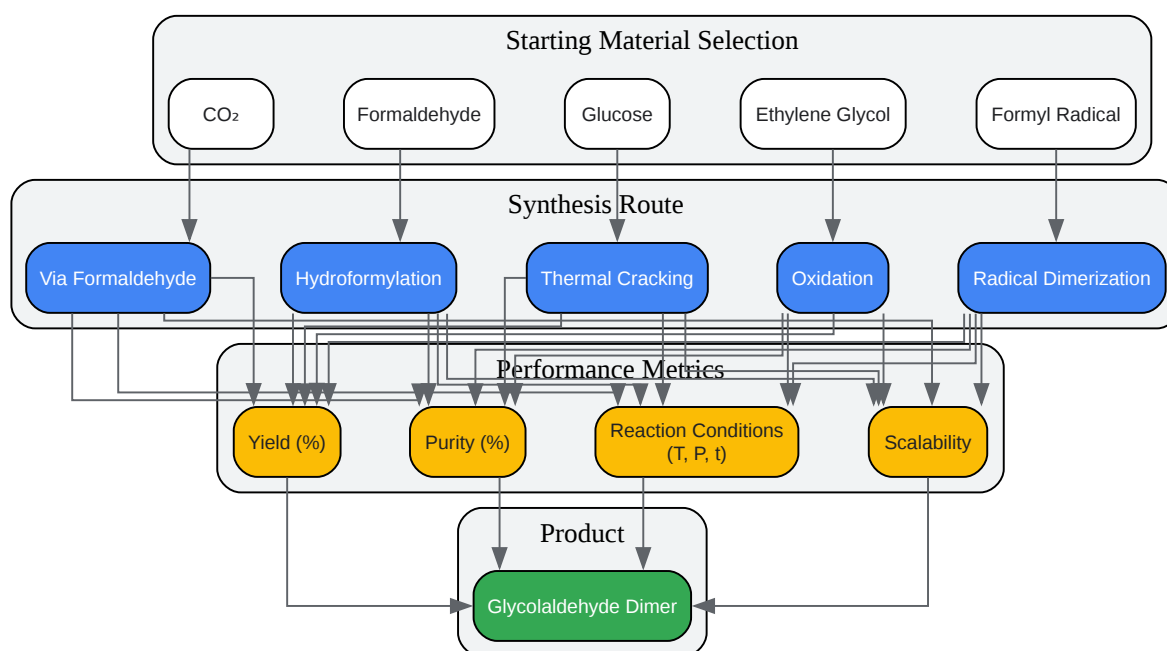 Starting Material Selection
CO₂
Formaldehyde
Glucose
Ethylene Glycol
Formyl Radical
Synthesis Route
Via Formaldehyde
Hydroformylation
Thermal Cracking
Oxidation
Radical Dimerization
Performance Metrics
Yield (%)
Purity (%)
Reaction Conditions
(T, P, t)
Scalability
Product
Glycolaldehyde Dimer